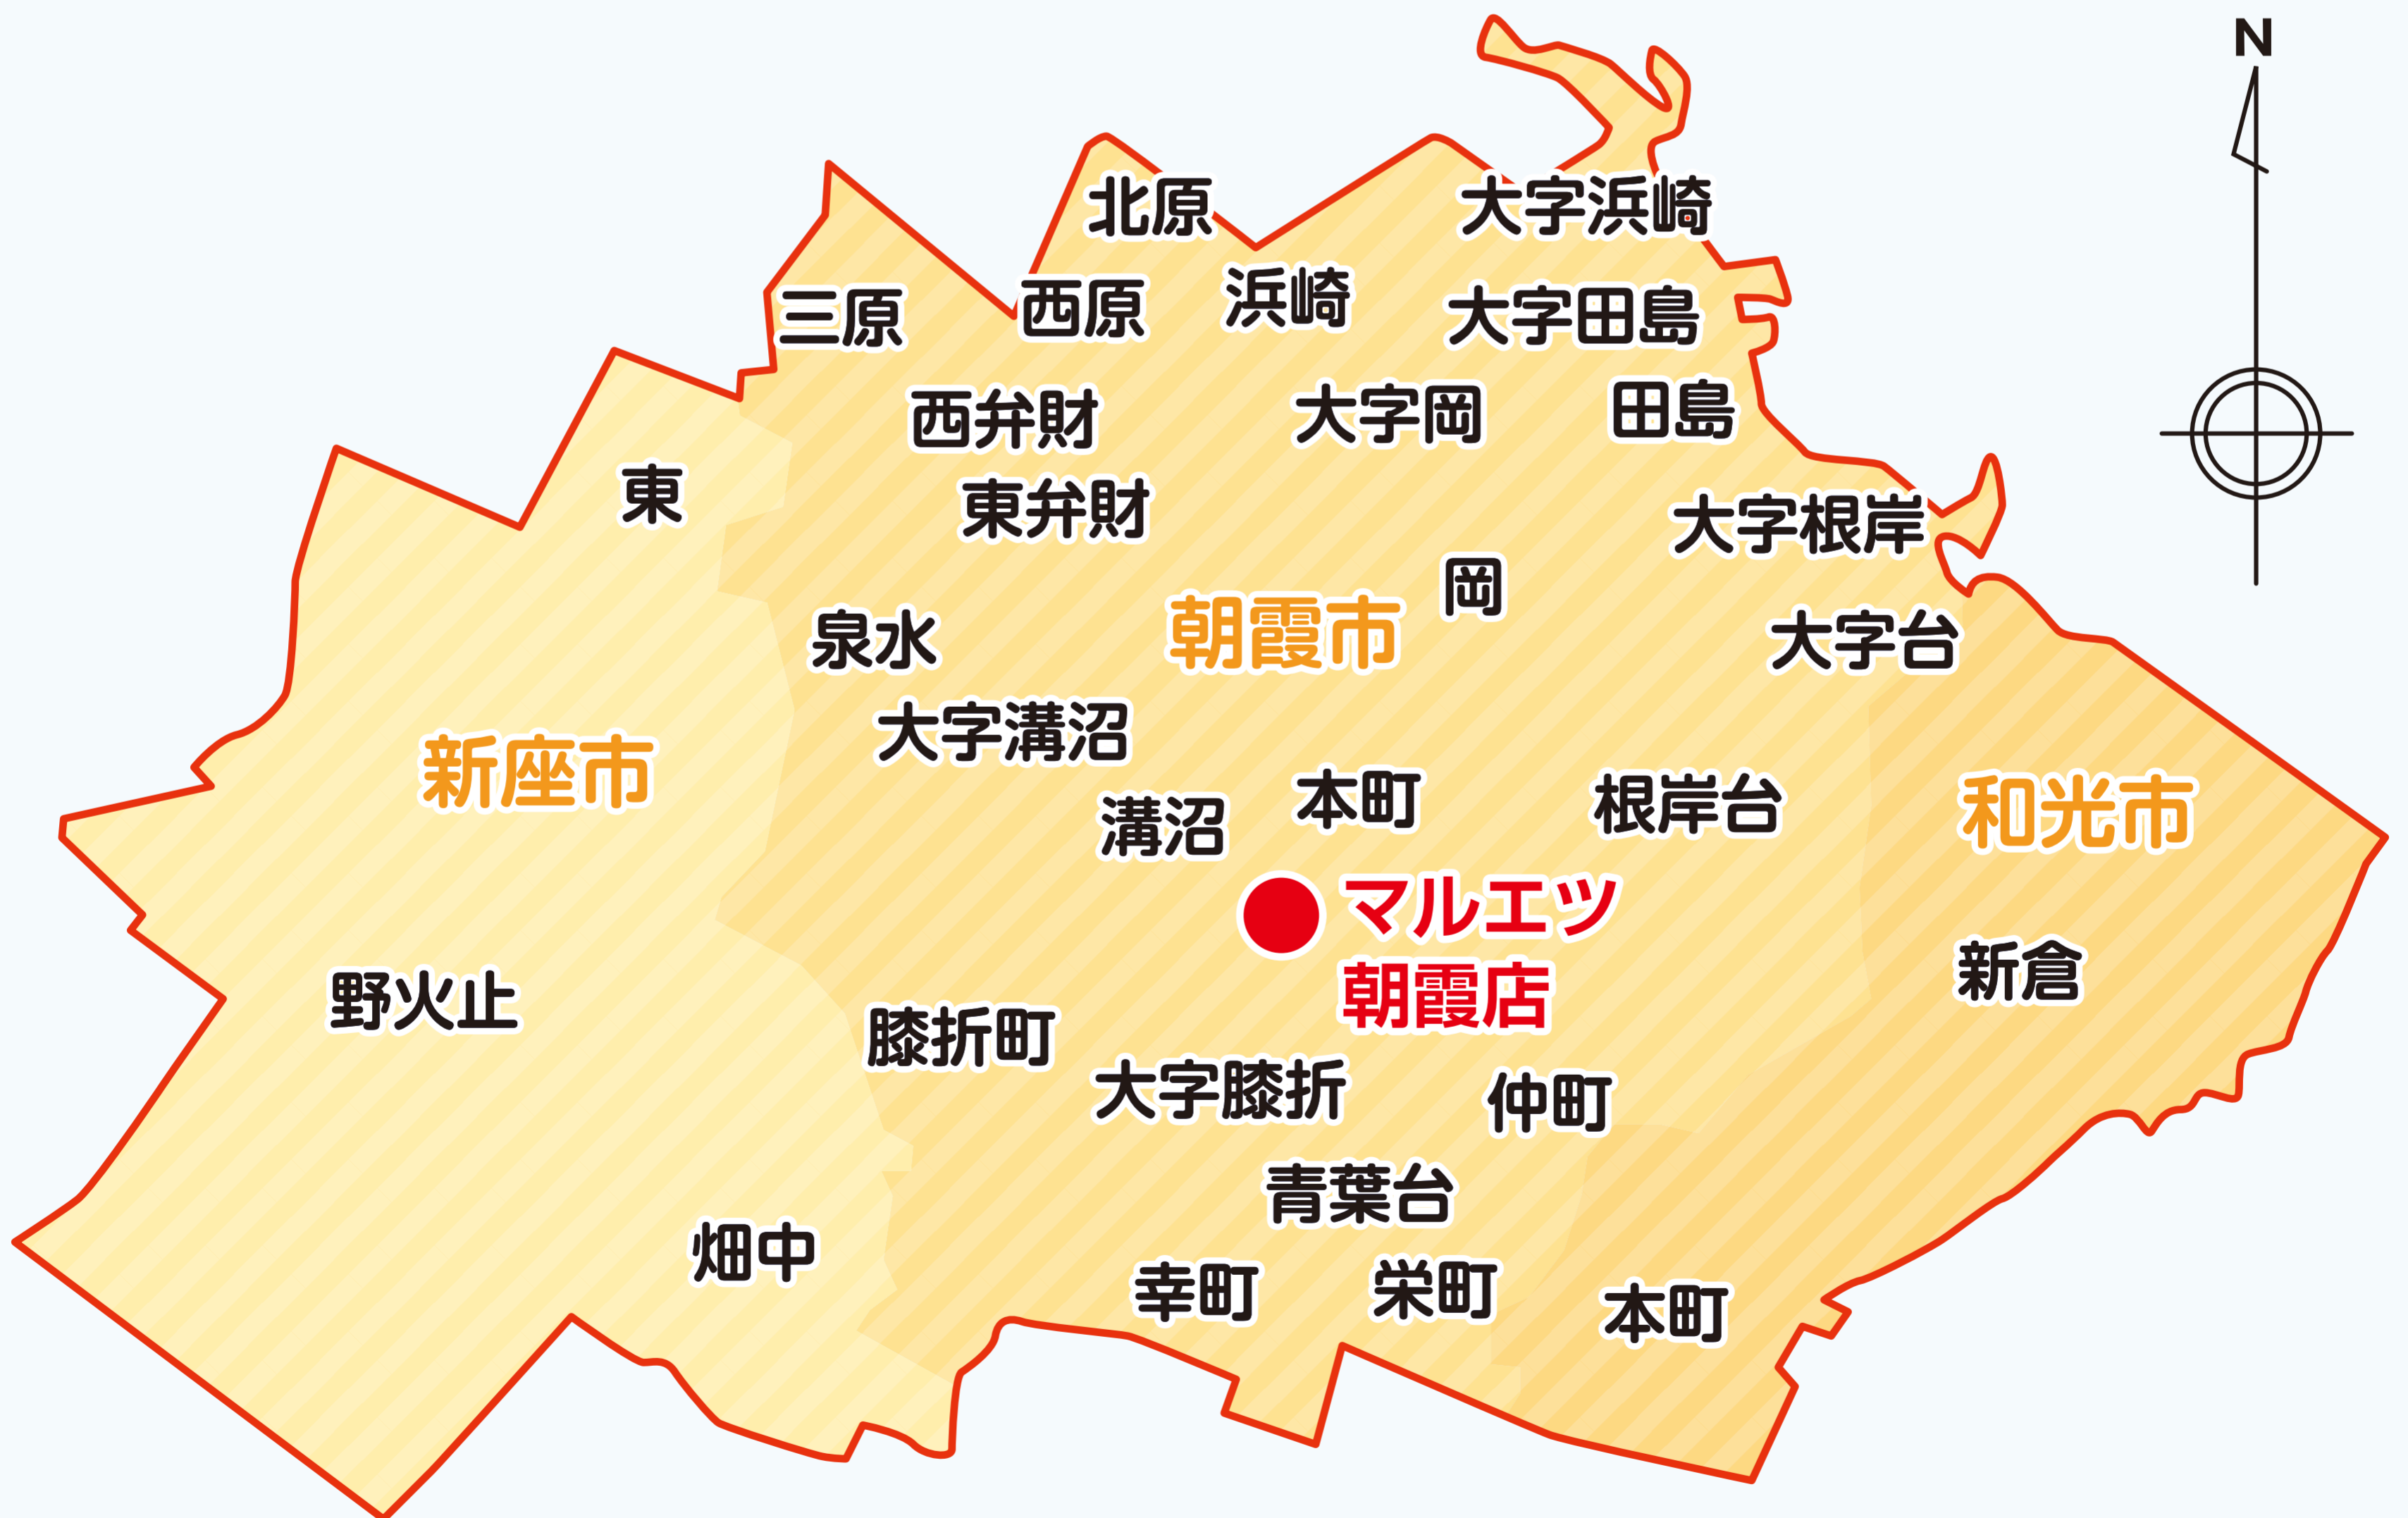 N
北原
大字浜崎
三原
西原
浜崎
大字田島
西弁財
大字岡
田島
東
東弁財
大字根岸
岡
泉水
朝霞市
大字台
大字溝沼
新座市
本町
根岸台
和光市
溝沼
マルエツ
朝霞店
新倉
野火止
膝折町
大字膝折
仲町
青葉台
畑中
幸町
栄町
本町